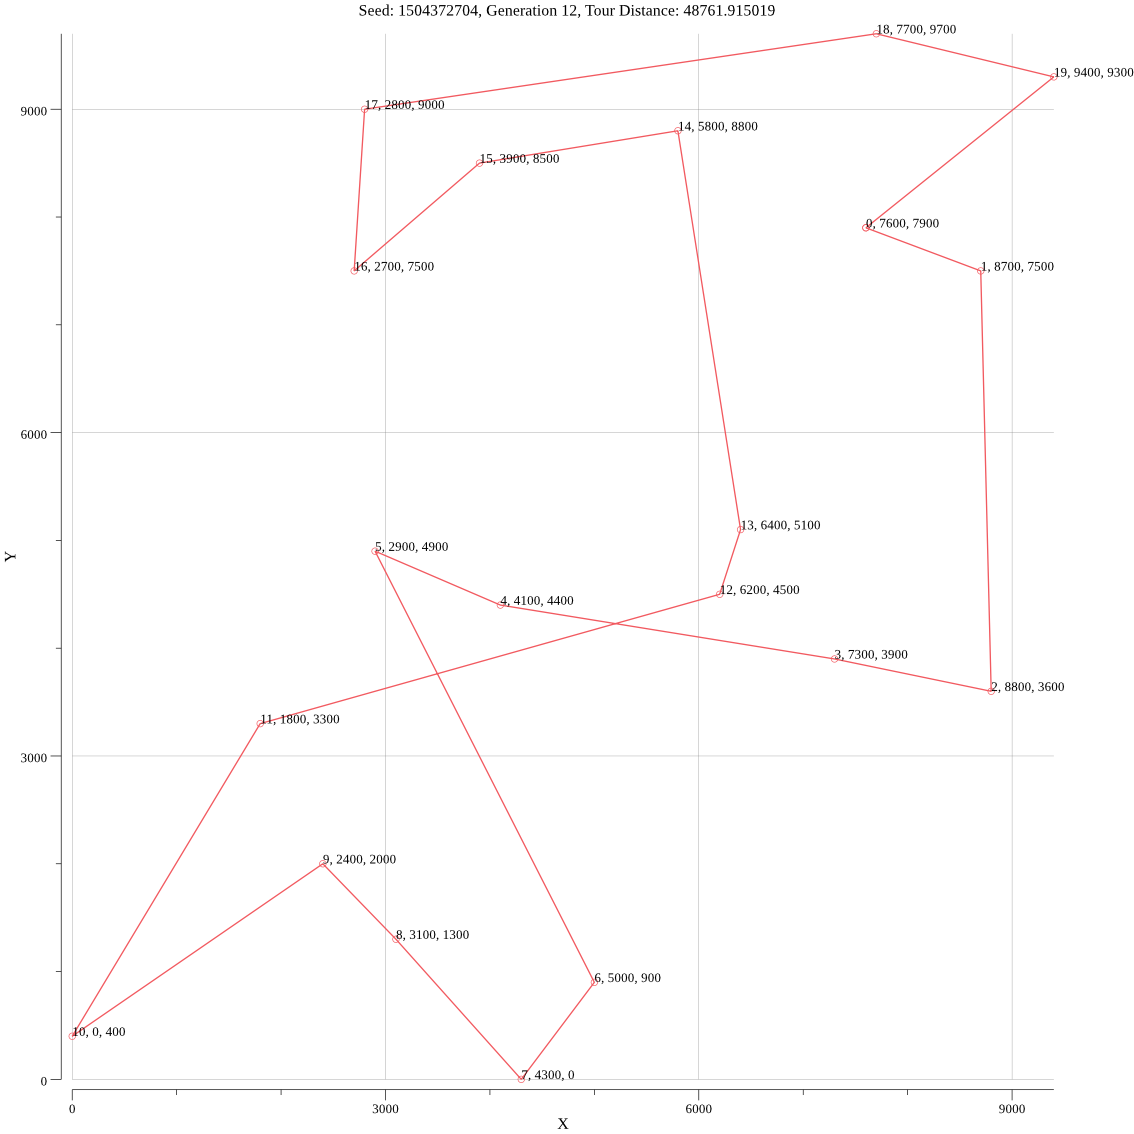 Seed: 1504372704, Generation 12, Tour Distance: 48761.915019
18, 7700, 9700
19, 9400, 9300
17, 2800, 9000
9000
14, 5800, 8800
15, 3900, 8500
0, 7600, 7900
16, 2700, 7500
1, 8700, 7500
6000
13, 6400, 5100
5, 2900, 4900
Y
12, 6200, 4500
4, 4100, 4400
3, 7300, 3900
2, 8800, 3600
11, 1800, 3300
3000
9, 2400, 2000
8, 3100, 1300
6, 5000, 900
10, 0, 400
7, 4300, 0
0
0 3000 6000 9000
X